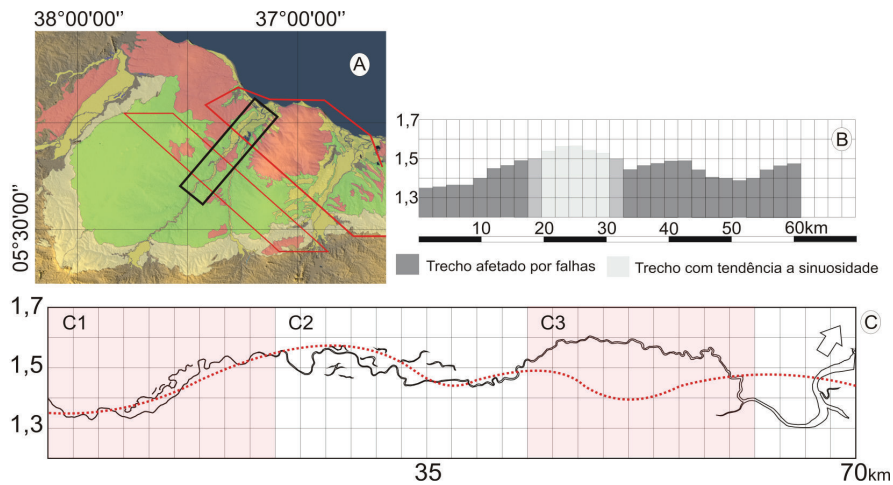 38°00'00'' 37°00'00''
A
05°30'00''
1,7
B
1,5
1,3
10 20 30 40 50 60km
Trecho afetado por falhas Trecho com tendência a sinuosidade
1,7
C1 C2 C3 C
1,5
1,3
35 70km